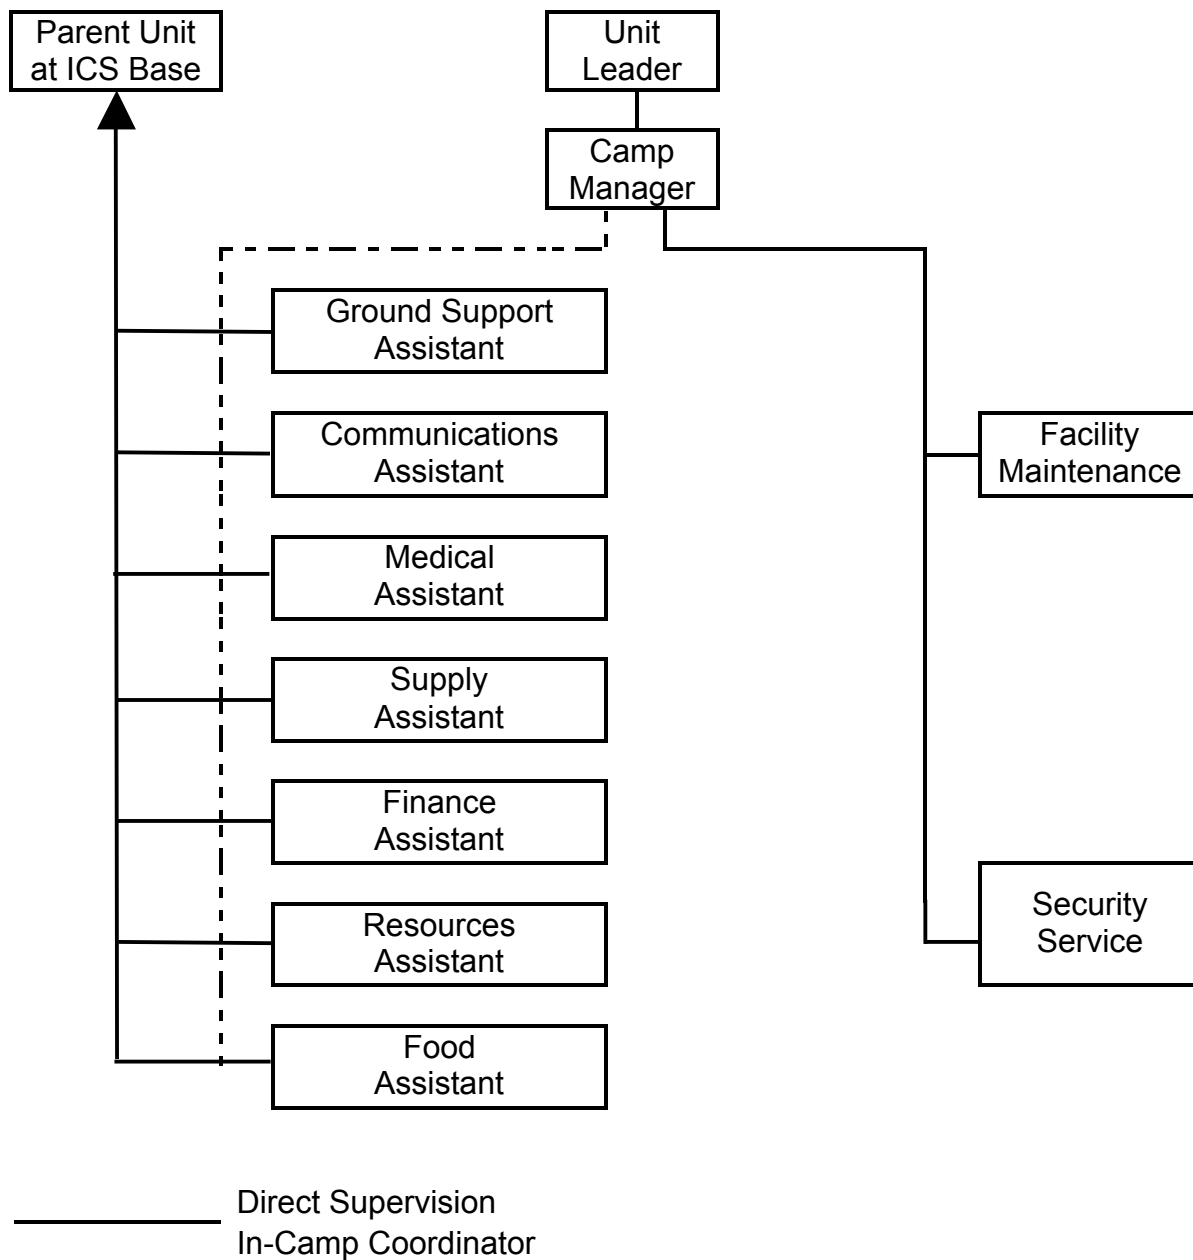 Parent Unit
at ICS Base
Unit
Leader
Camp
Manager
Ground Support
Assistant
Communications
Assistant
Facility
Maintenance
Medical
Assistant
Supply
Assistant
Finance
Assistant
Resources
Assistant
Security
Service
Food
Assistant
Direct Supervision
In-Camp Coordinator